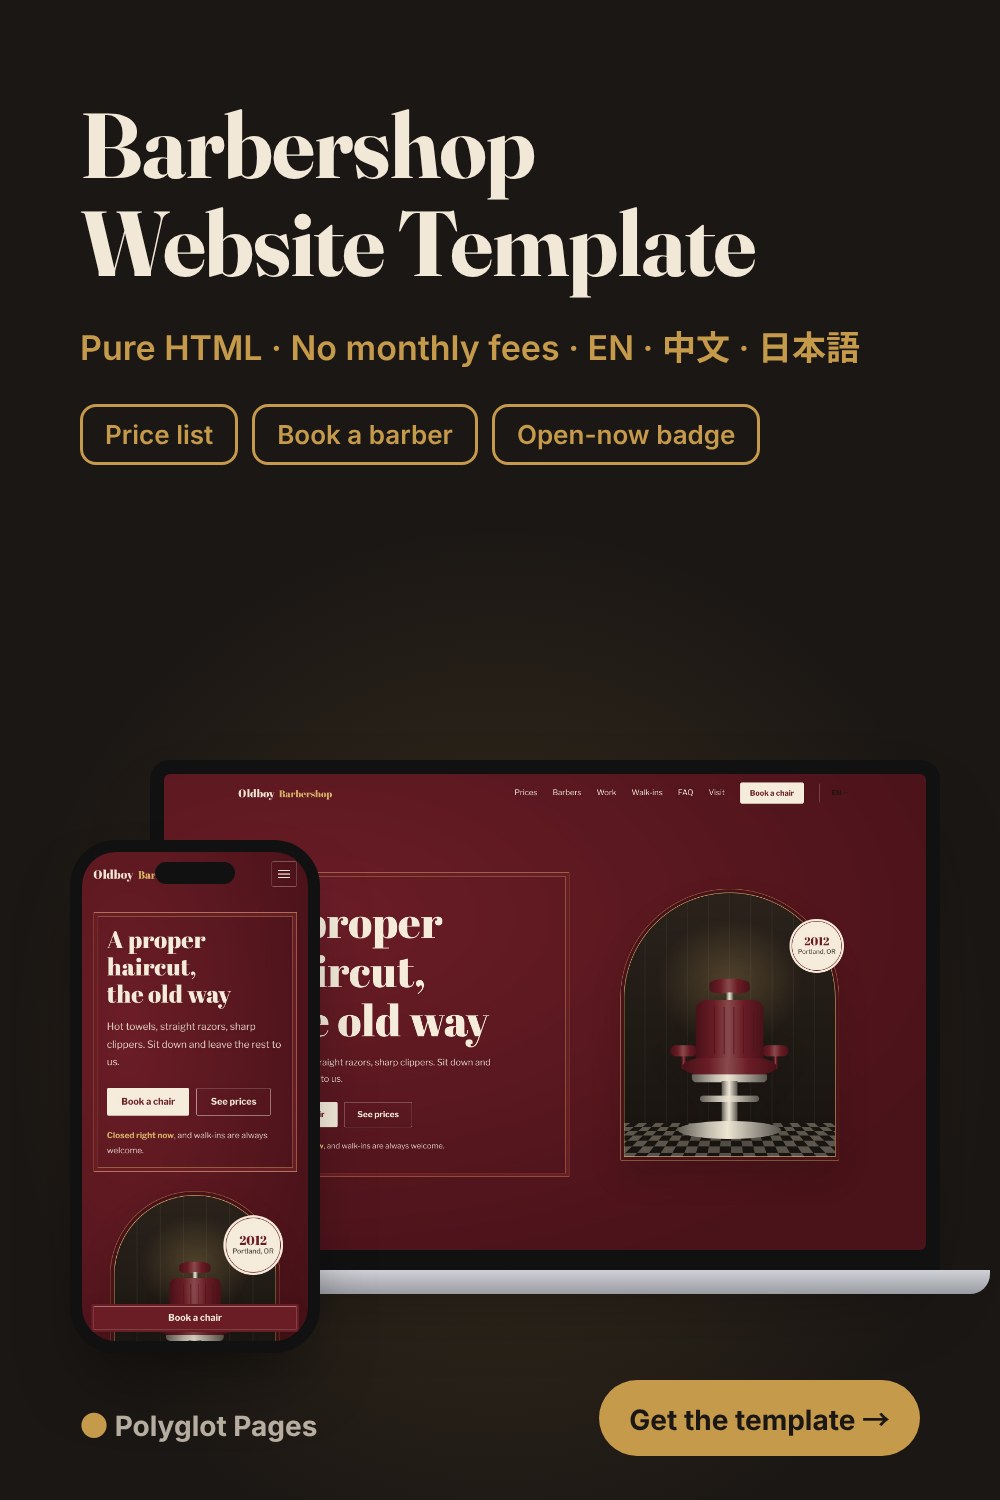 Barbershop
Website Template
Pure HTML · No monthly fees · EN · 中文 · 日本語
Price list
Book a barber
Open-now badge
Oldboy Barbershop
Prices
Barbers
Work
Walk-ins
FAQ
Visit
Book a chair
EN
proper
ircut,
e old way
raight razors, sharp clippers. Sit down and
to us.
ir
See prices
w, and walk-ins are always welcome.
2012
Portland, OR
Oldboy Bar
A proper
haircut,
the old way
Hot towels, straight razors, sharp
clippers. Sit down and leave the rest to
us.
Book a chair
See prices
Closed right now, and walk-ins are always
welcome.
2012
Portland, OR
Book a chair
Polyglot Pages
Get the template →